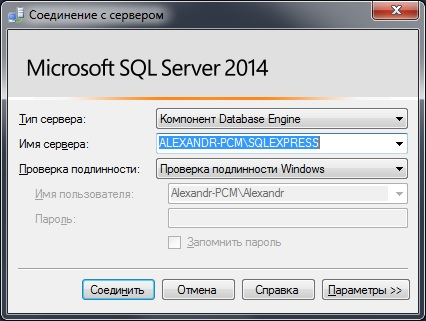 Соединение с сервером
Microsoft SQL Server 2014
Тип сервера: Компонент Database Engine
Имя сервера: ALEXANDR-PCM\SQLEXPRESS
Проверка подлинности: Проверка подлинности Windows
Имя пользователя: Alexandr-PCM\Alexandr
Пароль:
Запомнить пароль
Соединить Отмена Справка Параметры >>